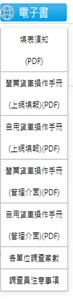 電子書
填表須知
(PDF)
營業貨車操作手冊
(上網填報)(PDF)
自用貨車操作手冊
(上網填報)(PDF)
營業貨車操作手冊
(管理介面)(PDF)
自用貨車操作手冊
(管理介面)(PDF)
各單位調查家數
調查員注意事項